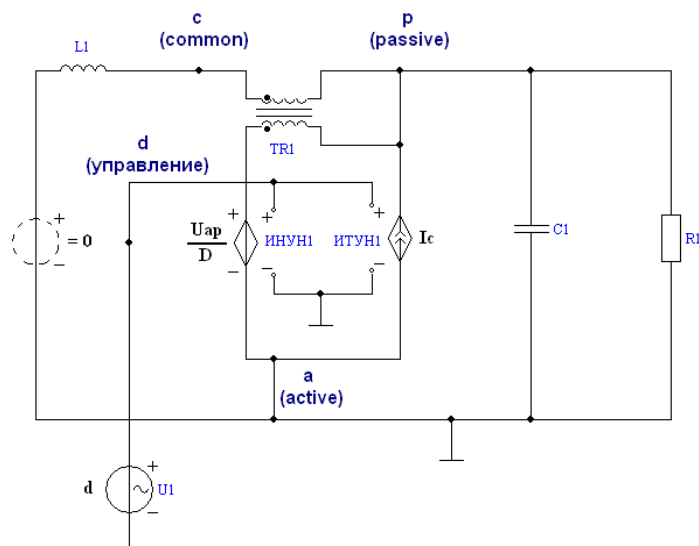 c
(common)
p
(passive)
L1
d
(управление)
TR1
+
= 0
−
Uap
D
+
−
+
ИНУН1
−
ИТУН1
+
−
Ic
C1
R1
a
(active)
d
+
U1
−